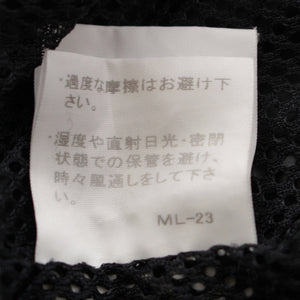 ・過度な摩擦はお避け下
さい。
・湿度や直射日光・密閉
状態での保管を避け、
時々風通しをして下さい。
ML-23